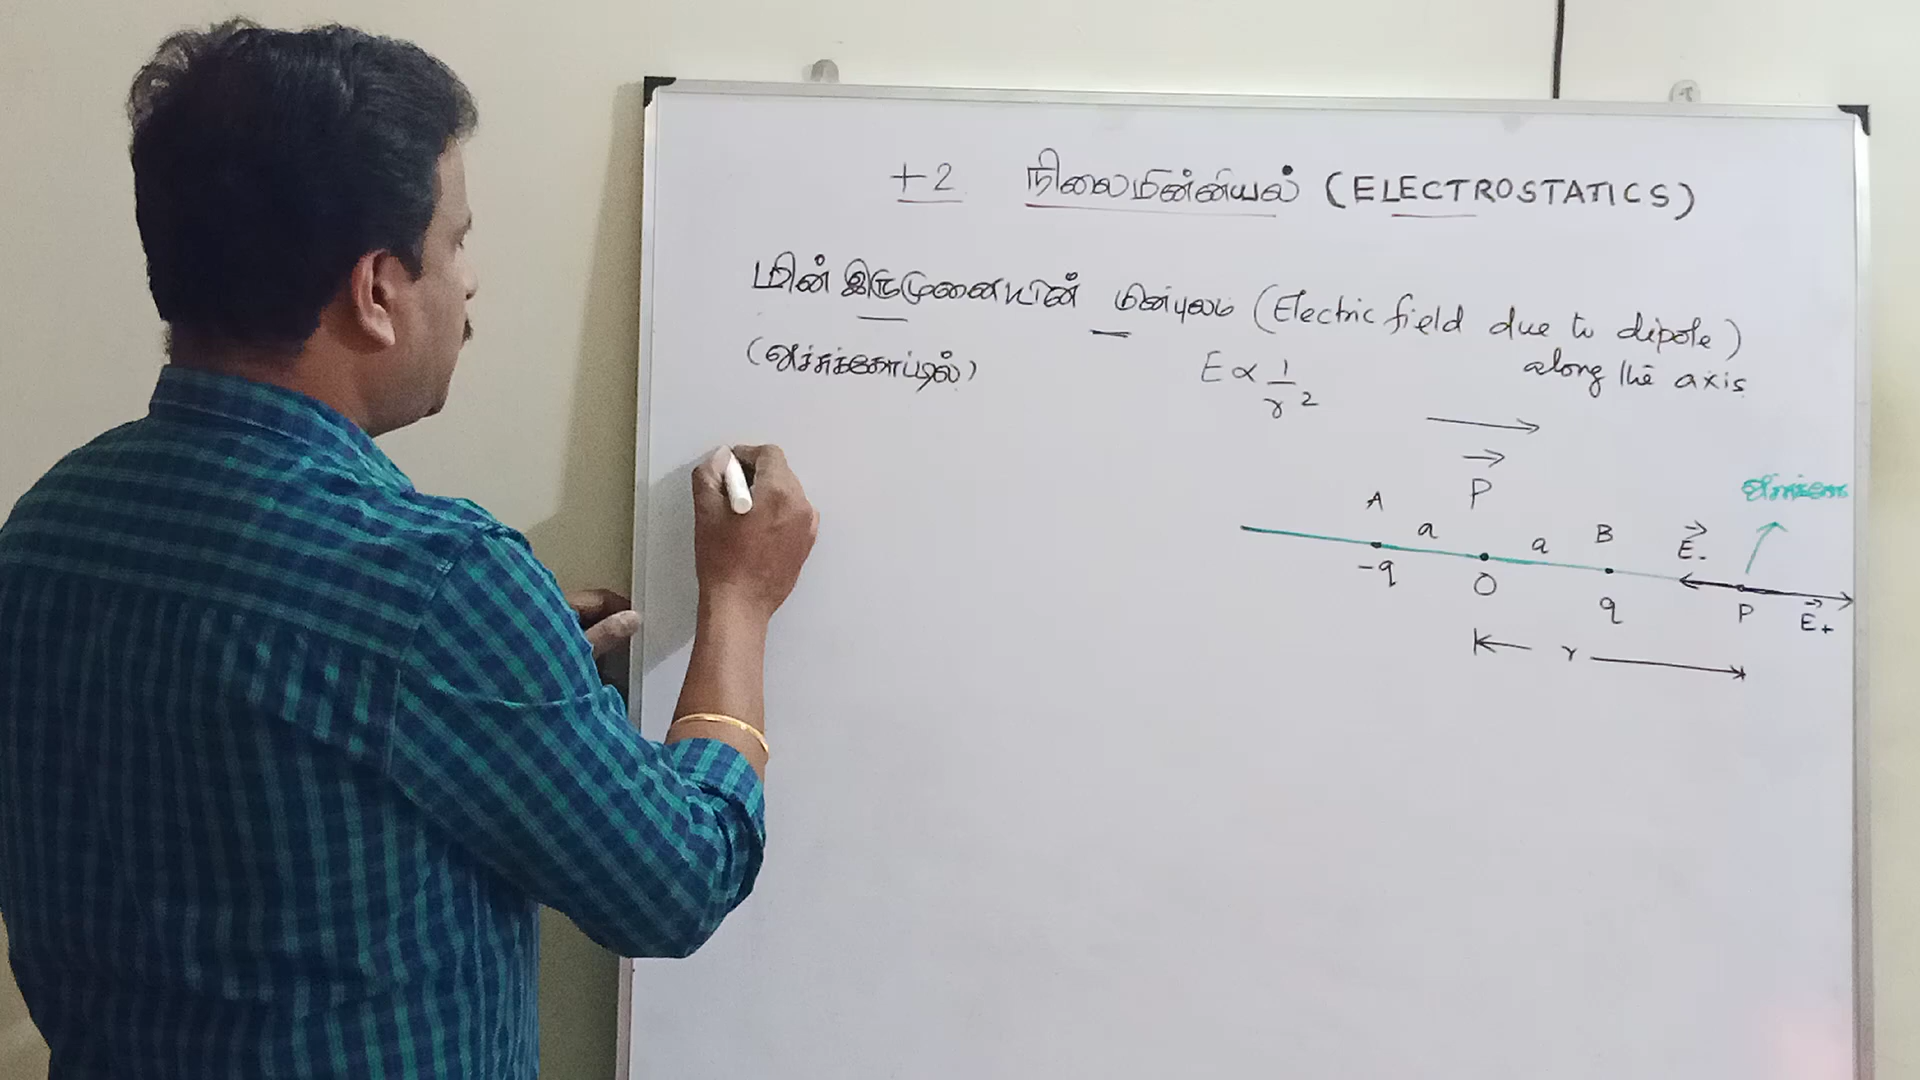 +2 நிலைமின்னியல் (ELECTROSTATICS)
மின் இருமுனையின் மின்புலம் (Electric field due to dipole)
(அச்சுக்கோட்டில்) E ∝ 1/r² along the axis
→
P
A a a B E₋
-q O q P E₊
r